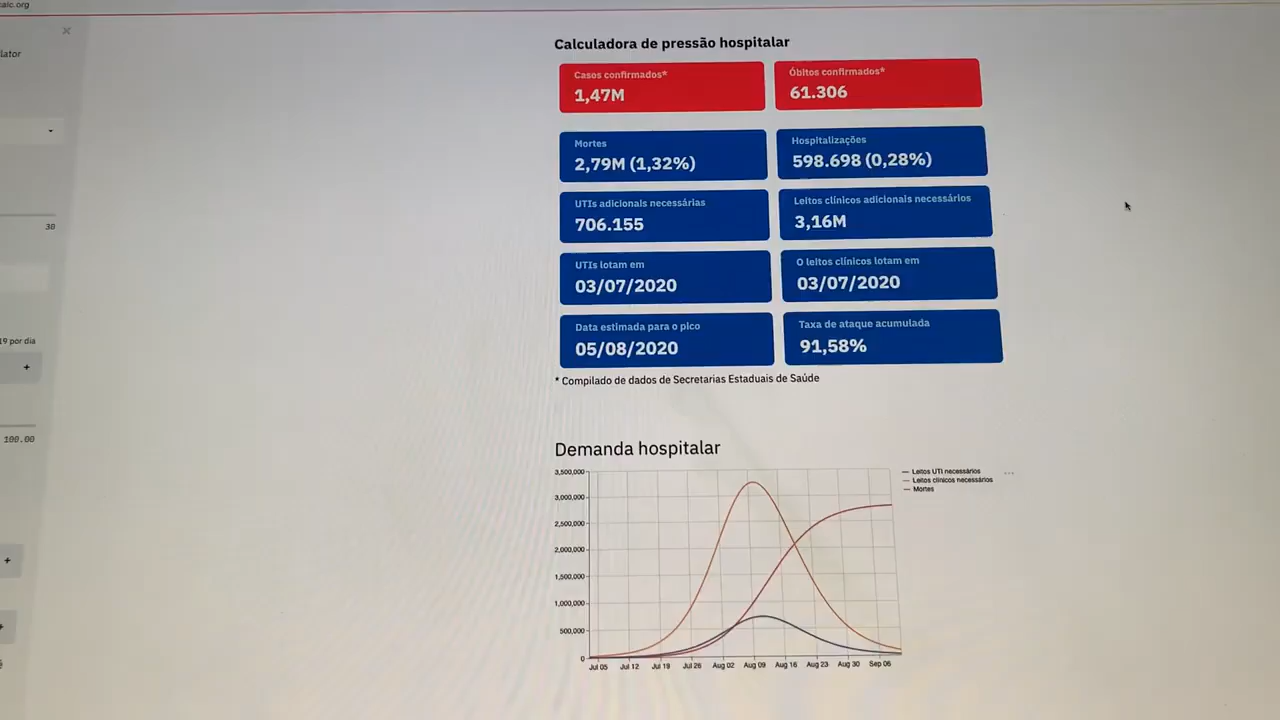 calc.org
lator
Calculadora de pressão hospitalar
Casos confirmados*
1,47M
Óbitos confirmados*
61.306
Mortes
2,79M (1,32%)
Hospitalizações
598.698 (0,28%)
UTIs adicionais necessárias
706.155
Leitos clínicos adicionais necessários
3,16M
30
UTIs lotam em
03/07/2020
O leitos clínicos lotam em
03/07/2020
19 por dia
+
Data estimada para o pico
05/08/2020
Taxa de ataque acumulada
91,58%
* Compilado de dados de Secretarias Estaduais de Saúde
100.00
Demanda hospitalar
3,500,000
3,000,000
2,500,000
2,000,000
1,500,000
1,000,000
500,000
0
Jul 05 Jul 12 Jul 19 Jul 26 Aug 02 Aug 09 Aug 16 Aug 23 Aug 30 Sep 06
Leitos UTI necessários
Leitos clínicos necessários
Mortes
+
+